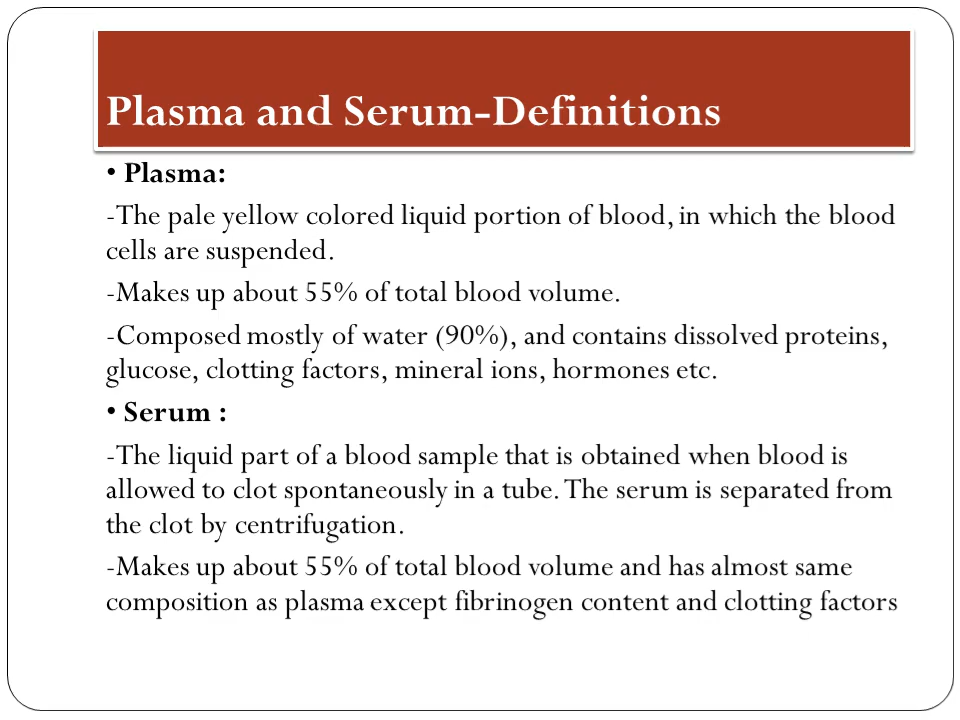 Plasma and Serum-Definitions
• Plasma:
-The pale yellow colored liquid portion of blood, in which the blood
cells are suspended.
-Makes up about 55% of total blood volume.
-Composed mostly of water (90%), and contains dissolved proteins,
glucose, clotting factors, mineral ions, hormones etc.
• Serum :
-The liquid part of a blood sample that is obtained when blood is
allowed to clot spontaneously in a tube. The serum is separated from
the clot by centrifugation.
-Makes up about 55% of total blood volume and has almost same
composition as plasma except fibrinogen content and clotting factors